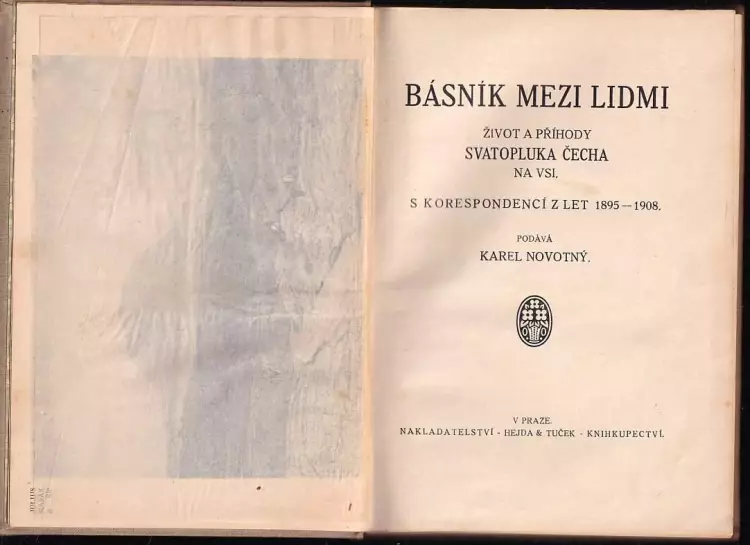 BÁSNÍK MEZI LIDMI
ŽIVOT A PŘÍHODY
SVATOPLUKA ČECHA
NA VSI.
S KORESPONDENCÍ Z LET 1895—1908.
PODÁVÁ
KAREL NOVOTNÝ.
V PRAZE.
NAKLADATELSTVÍ - HEJDA & TUČEK - KNIHKUPECTVÍ.